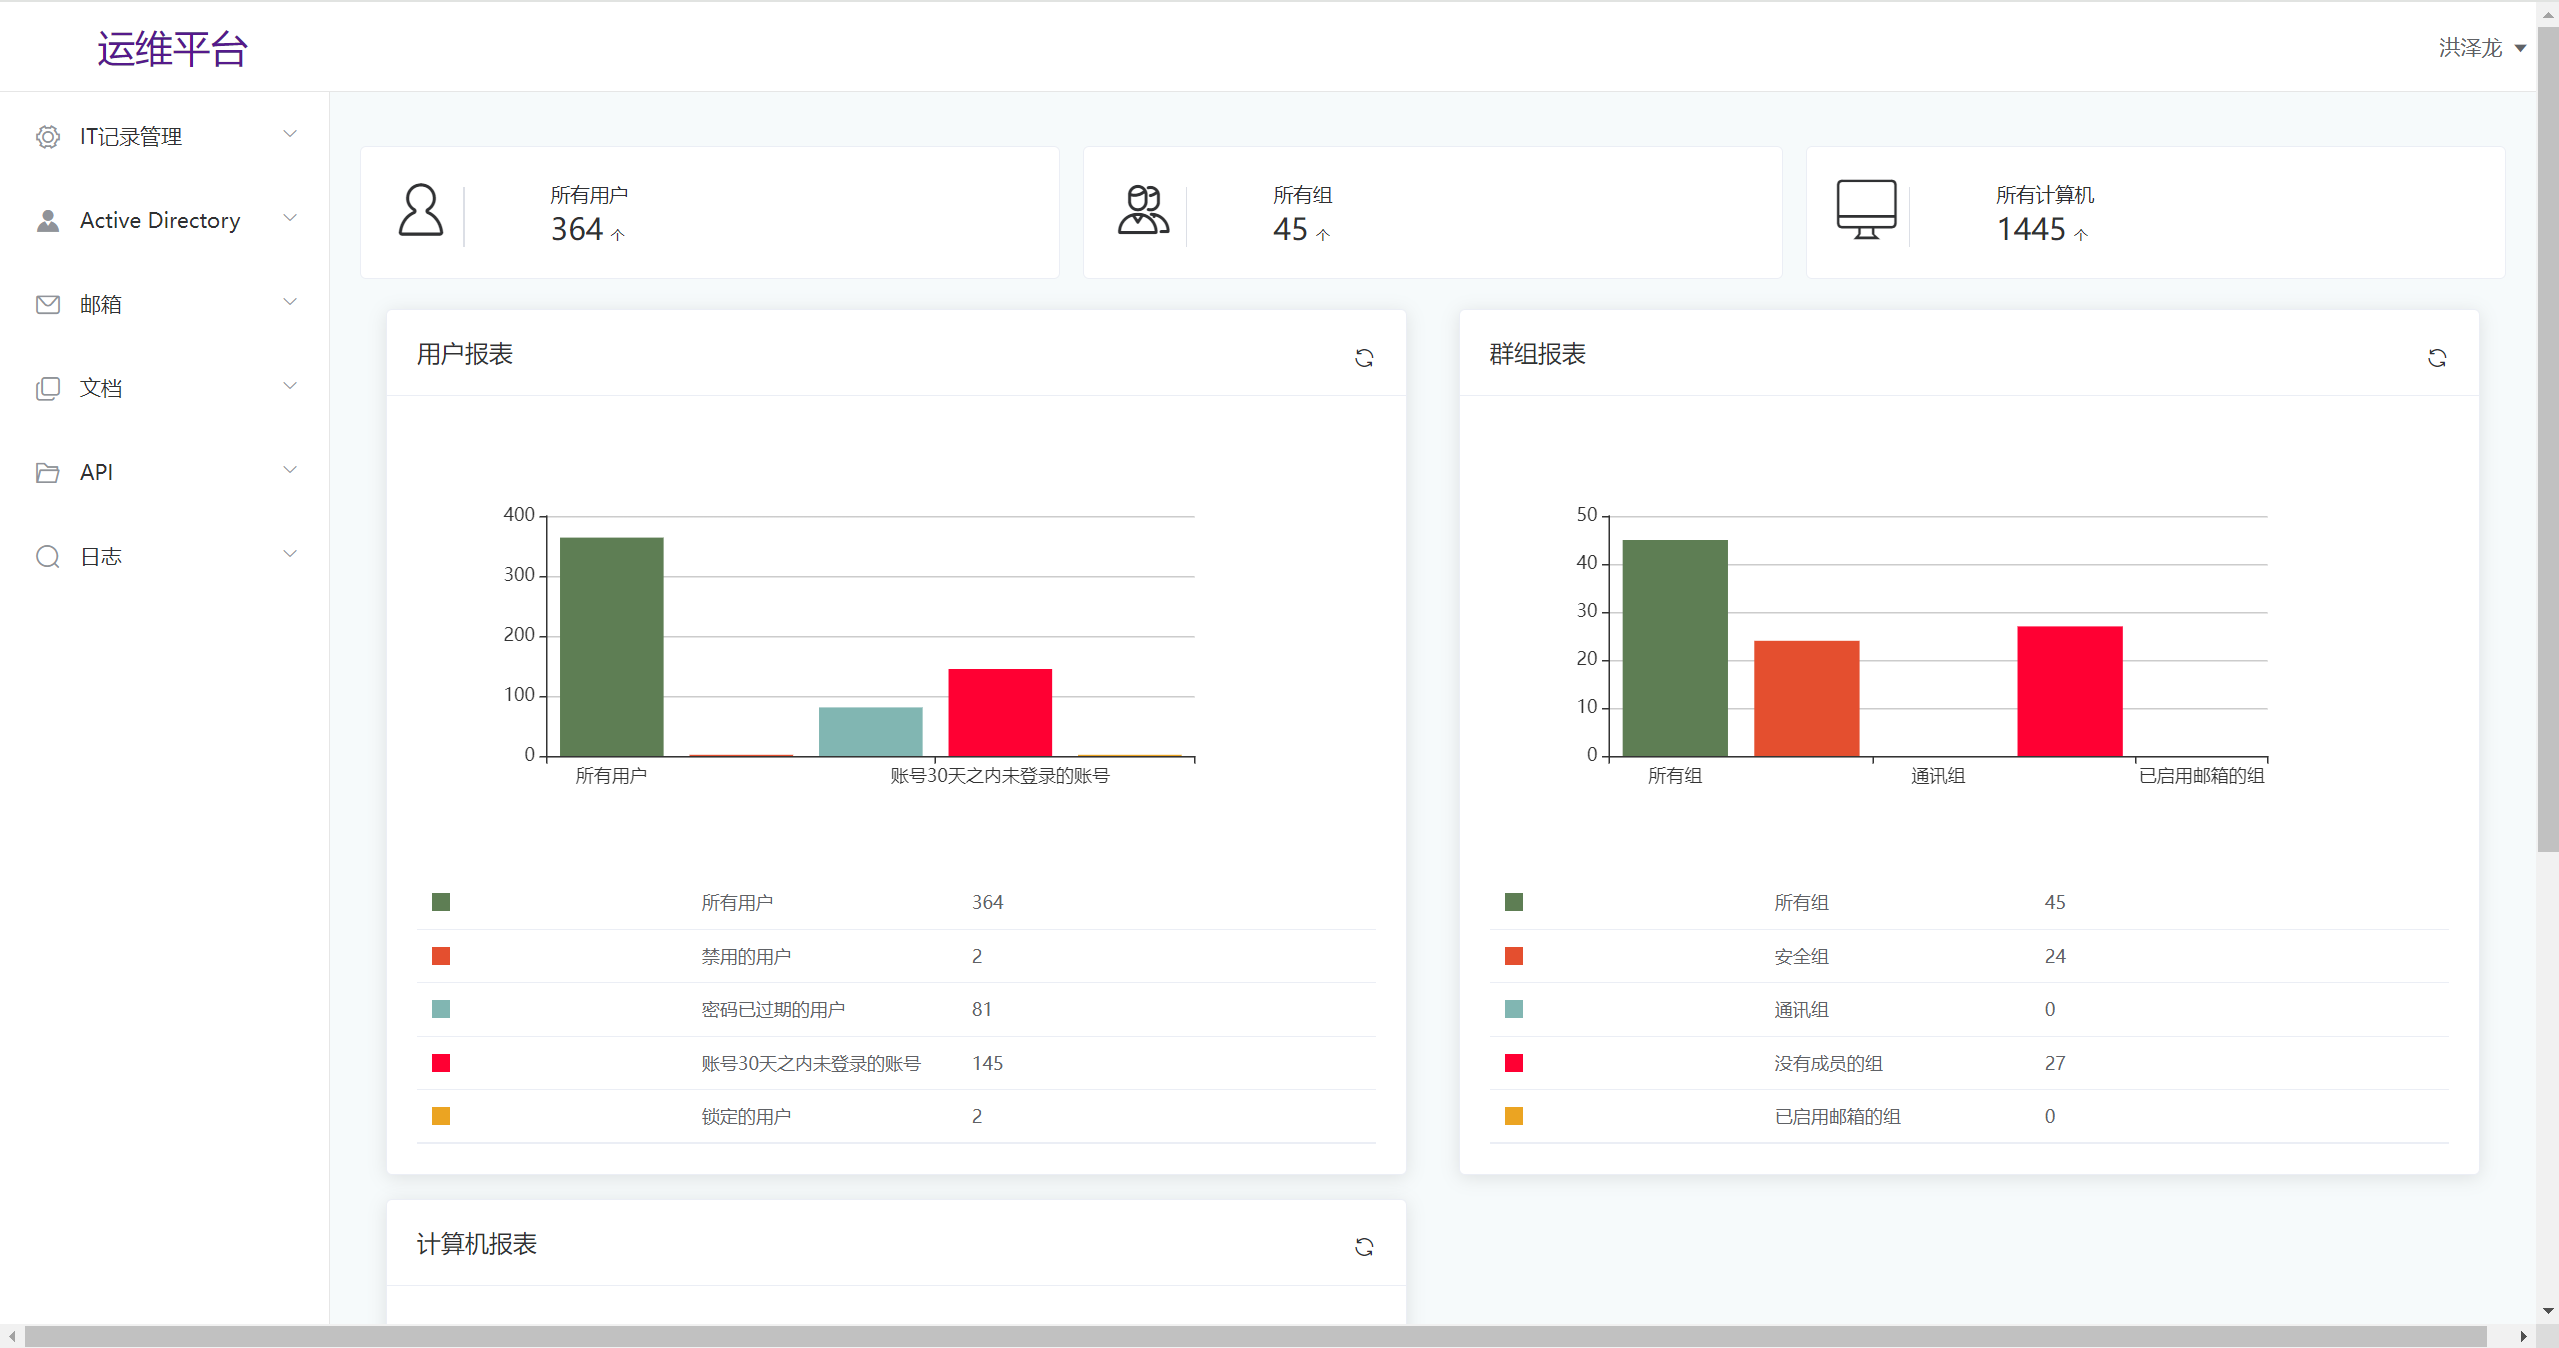 运维平台
洪泽龙
IT记录管理
Active Directory
邮箱
文档
API
日志
所有用户
364 个
所有组
45 个
所有计算机
1445 个
用户报表
400
300
200
100
0
所有用户 账号30天之内未登录的账号
所有用户 364
禁用的用户 2
密码已过期的用户 81
账号30天之内未登录的账号 145
锁定的用户 2
群组报表
50
40
30
20
10
0
所有组 通讯组 已启用邮箱的组
所有组 45
安全组 24
通讯组 0
没有成员的组 27
已启用邮箱的组 0
计算机报表